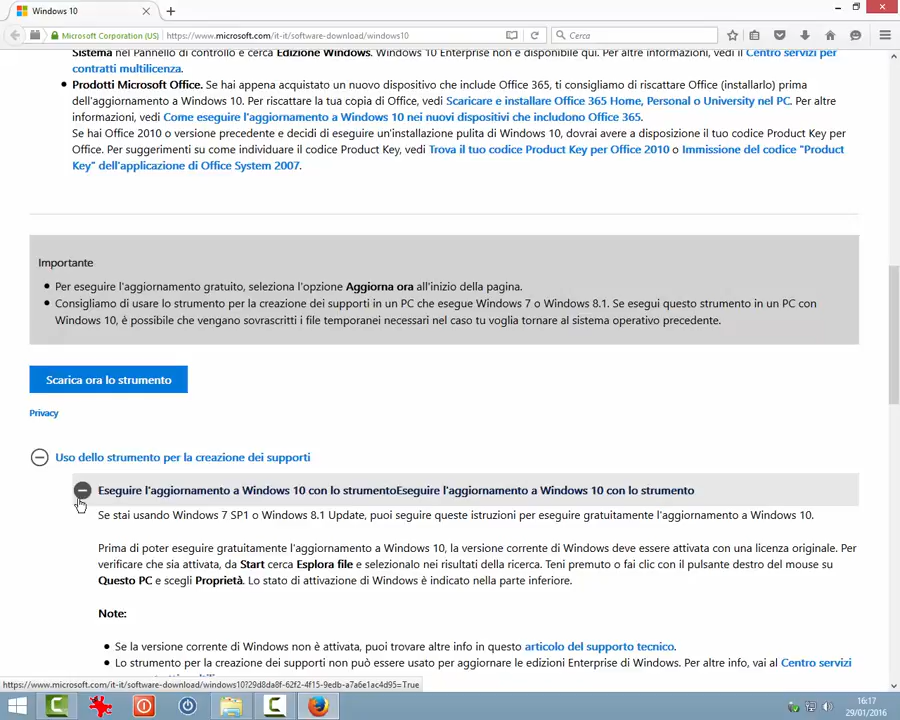 Windows 10
Microsoft Corporation (US)
https://www.microsoft.com/it-it/software-download/windows10
Cerca
Sistema nel Pannello di controllo e cerca Edizione Windows. Windows 10 Enterprise non è disponibile qui. Per altre informazioni, vedi il Centro servizi per
contratti multilicenza.
Prodotti Microsoft Office. Se hai appena acquistato un nuovo dispositivo che include Office 365, ti consigliamo di riscattare Office (installarlo) prima
dell'aggiornamento a Windows 10. Per riscattare la tua copia di Office, vedi Scaricare e installare Office 365 Home, Personal o University nel PC. Per altre
informazioni, vedi Come eseguire l'aggiornamento a Windows 10 nei nuovi dispositivi che includono Office 365.
Se hai Office 2010 o versione precedente e decidi di eseguire un'installazione pulita di Windows 10, dovrai avere a disposizione il tuo codice Product Key per
Office. Per suggerimenti su come individuare il codice Product Key, vedi Trova il tuo codice Product Key per Office 2010 o Immissione del codice "Product
Key" dell'applicazione di Office System 2007.
Importante
Per eseguire l'aggiornamento gratuito, seleziona l'opzione Aggiorna ora all'inizio della pagina.
Consigliamo di usare lo strumento per la creazione dei supporti in un PC che esegue Windows 7 o Windows 8.1. Se esegui questo strumento in un PC con
Windows 10, è possibile che vengano sovrascritti i file temporanei necessari nel caso tu voglia tornare al sistema operativo precedente.
Scarica ora lo strumento
Privacy
Uso dello strumento per la creazione dei supporti
Eseguire l'aggiornamento a Windows 10 con lo strumentoEseguire l'aggiornamento a Windows 10 con lo strumento
Se stai usando Windows 7 SP1 o Windows 8.1 Update, puoi seguire queste istruzioni per eseguire gratuitamente l'aggiornamento a Windows 10.
Prima di poter eseguire gratuitamente l'aggiornamento a Windows 10, la versione corrente di Windows deve essere attivata con una licenza originale. Per
verificare che sia attivata, da Start cerca Esplora file e selezionalo nei risultati della ricerca. Tieni premuto o fai clic con il pulsante destro del mouse su
Questo PC e scegli Proprietà. Lo stato di attivazione di Windows è indicato nella parte inferiore.
Note:
Se la versione corrente di Windows non è attivata, puoi trovare altre info in questo articolo del supporto tecnico.
Lo strumento per la creazione dei supporti non può essere usato per aggiornare le edizioni Enterprise di Windows. Per altre info, vai al Centro servizi
https://www.microsoft.com/it-it/software-download/windows10?29d8da8f-62f2-4f15-9edb-a7a6e1ac4d95=True
16:17
29/01/2016